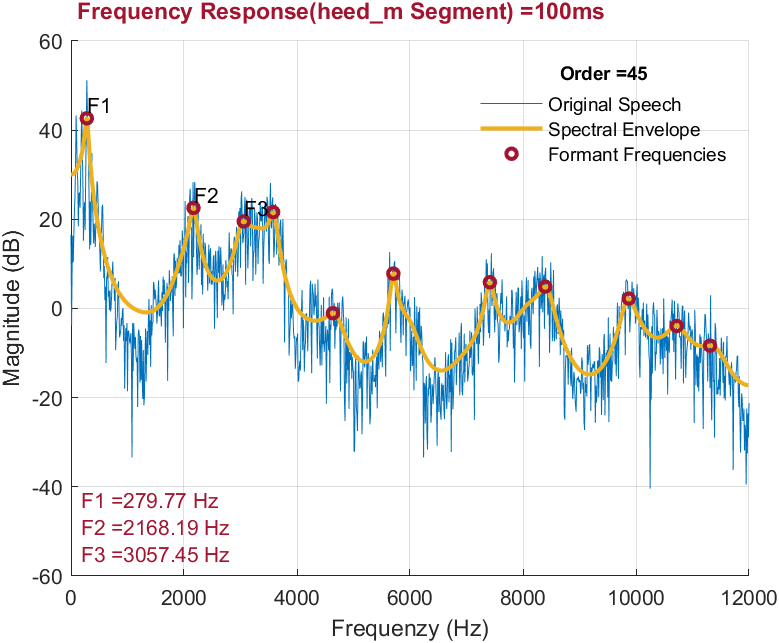 Frequency Response(heed_m Segment) =100ms
Order =45
Original Speech
Spectral Envelope
Formant Frequencies
F1
F2
F3
60
40
20
0
-20
-40
-60
Magnitude (dB)
F1 =279.77 Hz
F2 =2168.19 Hz
F3 =3057.45 Hz
0 2000 4000 6000 8000 10000 12000
Frequenzy (Hz)